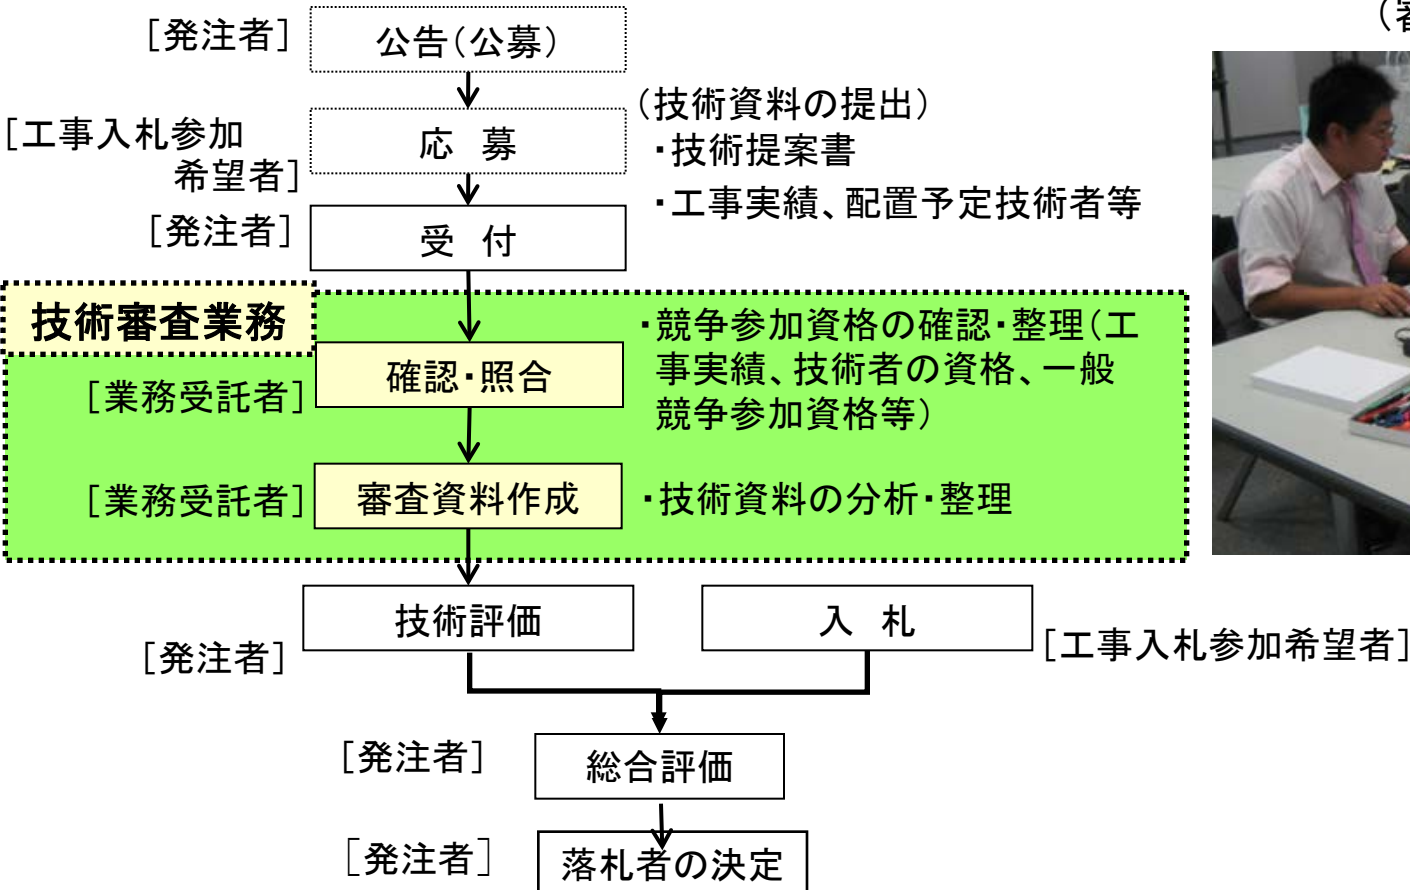 （審
［発注者］
公告（公募）
（技術資料の提出）
［工事入札参加
希望者］
応　募
・技術提案書
・工事実績、配置予定技術者等
［発注者］
受　付
技術審査業務
・競争参加資格の確認・整理（工
事実績、技術者の資格、一般
競争参加資格等）
［業務受託者］
確認・照合
［業務受託者］
審査資料作成
・技術資料の分析・整理
［発注者］
技術評価
入　札
［工事入札参加希望者］
［発注者］
総合評価
［発注者］
落札者の決定